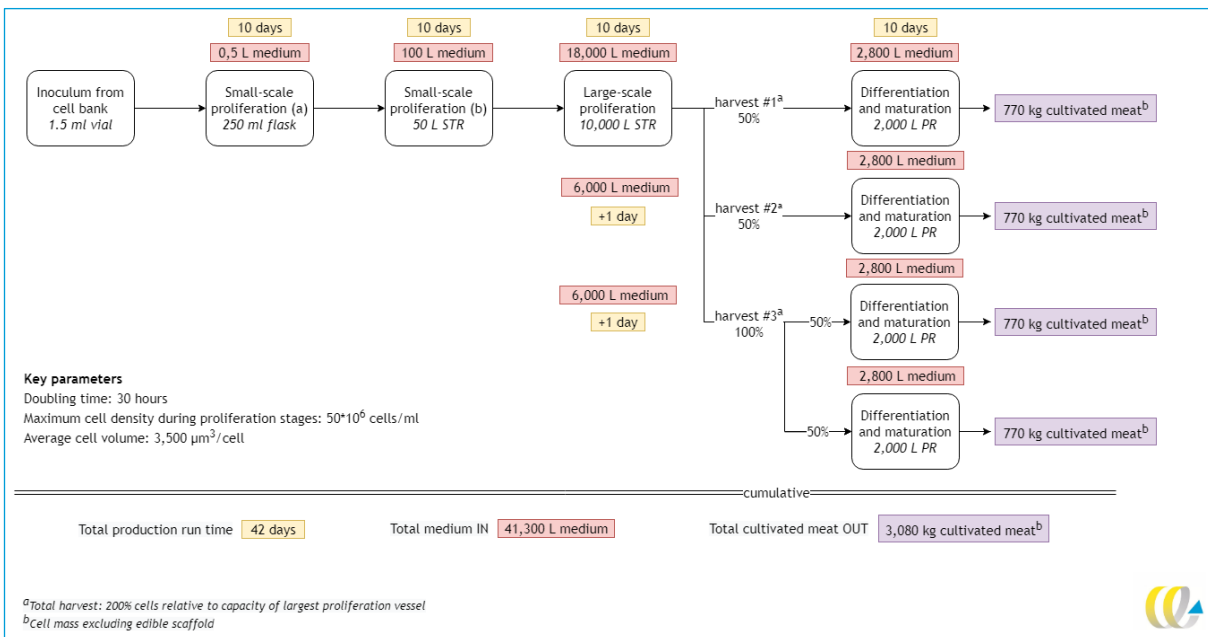 10 days
10 days
10 days
10 days
0,5 L medium
100 L medium
18,000 L medium
2,800 L medium
Inoculum from
cell bank
1.5 ml vial
Small-scale
proliferation (a)
250 ml flask
Small-scale
proliferation (b)
50 L STR
Large-scale
proliferation
10,000 L STR
harvest #1ᵃ
50%
Differentiation
and maturation
2,000 L PR
770 kg cultivated meatᵇ
2,800 L medium
6,000 L medium
+1 day
harvest #2ᵃ
50%
Differentiation
and maturation
2,000 L PR
770 kg cultivated meatᵇ
2,800 L medium
6,000 L medium
+1 day
harvest #3ᵃ
100%
50%
Differentiation
and maturation
2,000 L PR
770 kg cultivated meatᵇ
2,800 L medium
50%
Differentiation
and maturation
2,000 L PR
770 kg cultivated meatᵇ
Key parameters
Doubling time: 30 hours
Maximum cell density during proliferation stages: 50*10⁶ cells/ml
Average cell volume: 3,500 µm³/cell
cumulative
Total production run time 42 days
Total medium IN 41,300 L medium
Total cultivated meat OUT 3,080 kg cultivated meatᵇ
ᵃTotal harvest: 200% cells relative to capacity of largest proliferation vessel
ᵇCell mass excluding edible scaffold